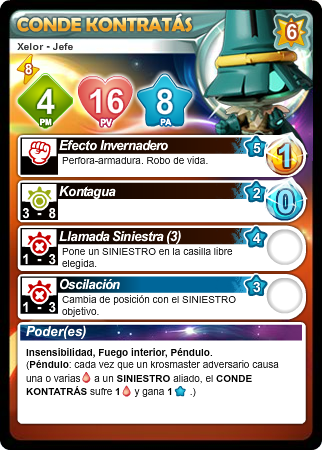 CONDE KONTRATÁS
6
Xelor - Jefe
8
4
PM
16
PV
8
PA
Efecto Invernadero
5
1
Perfora-armadura. Robo de vida.
Kontagua
2
0
3 - 8
Llamada Siniestra (3)
4
Pone un SINIESTRO en la casilla libre
elegida.
1 - 3
Oscilación
3
Cambia de posición con el SINIESTRO
objetivo.
1 - 3
Poder(es)
Insensibilidad, Fuego interior, Péndulo.
(Péndulo: cada vez que un krosmaster adversario causa
una o varias a un SINIESTRO aliado, el CONDE
KONTATRÁS sufre 1 y gana 1 .)